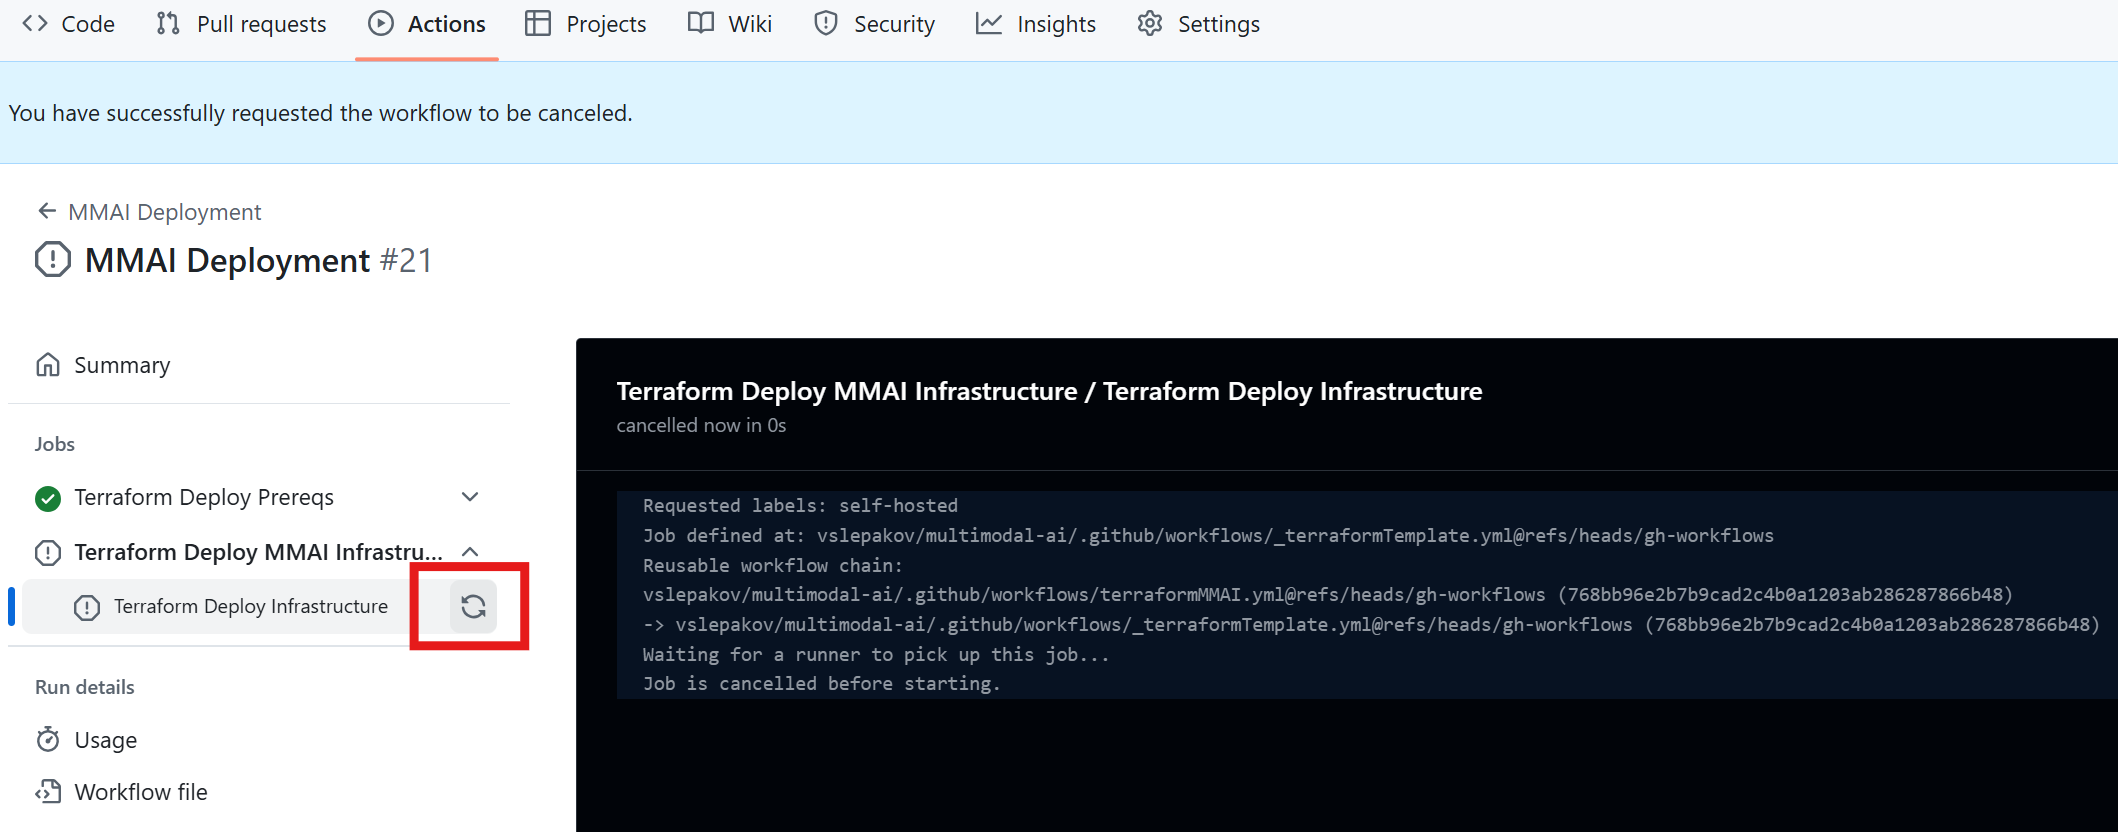 Code Pull requests Actions Projects Wiki Security Insights Settings
You have successfully requested the workflow to be canceled.
MMAI Deployment
MMAI Deployment #21
Summary
Jobs
Terraform Deploy Prereqs
Terraform Deploy MMAI Infrastru...
Terraform Deploy Infrastructure
Run details
Usage
Workflow file
Terraform Deploy MMAI Infrastructure / Terraform Deploy Infrastructure
cancelled now in 0s
Requested labels: self-hosted
Job defined at: vslepakov/multimodal-ai/.github/workflows/_terraformTemplate.yml@refs/heads/gh-workflows
Reusable workflow chain:
vslepakov/multimodal-ai/.github/workflows/terraformMMAI.yml@refs/heads/gh-workflows (768bb96e2b7b9cad2c4b0a1203ab286287866b48)
-> vslepakov/multimodal-ai/.github/workflows/_terraformTemplate.yml@refs/heads/gh-workflows (768bb96e2b7b9cad2c4b0a1203ab286287866b48)
Waiting for a runner to pick up this job...
Job is cancelled before starting.